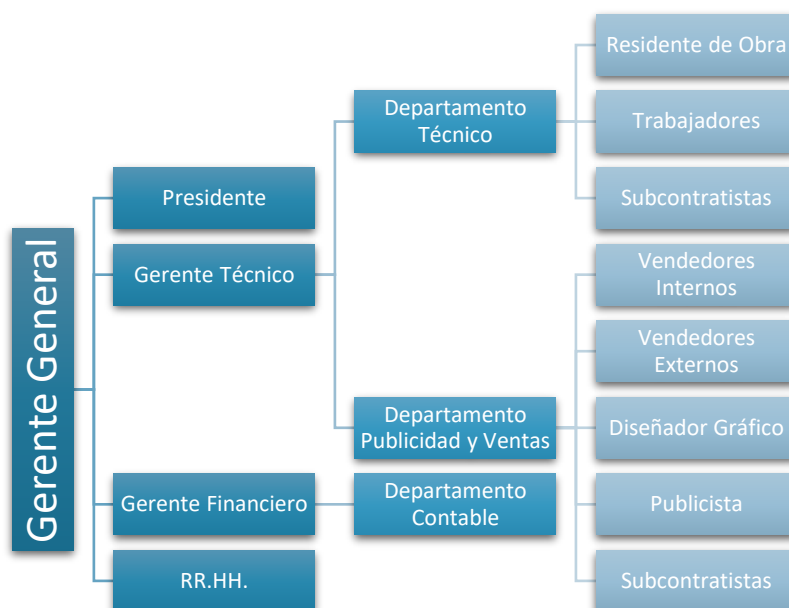 Gerente General
Presidente
Gerente Técnico
Gerente Financiero
RR.HH.
Departamento
Técnico
Departamento
Publicidad y Ventas
Departamento
Contable
Residente de Obra
Trabajadores
Subcontratistas
Vendedores
Internos
Vendedores
Externos
Diseñador Gráfico
Publicista
Subcontratistas